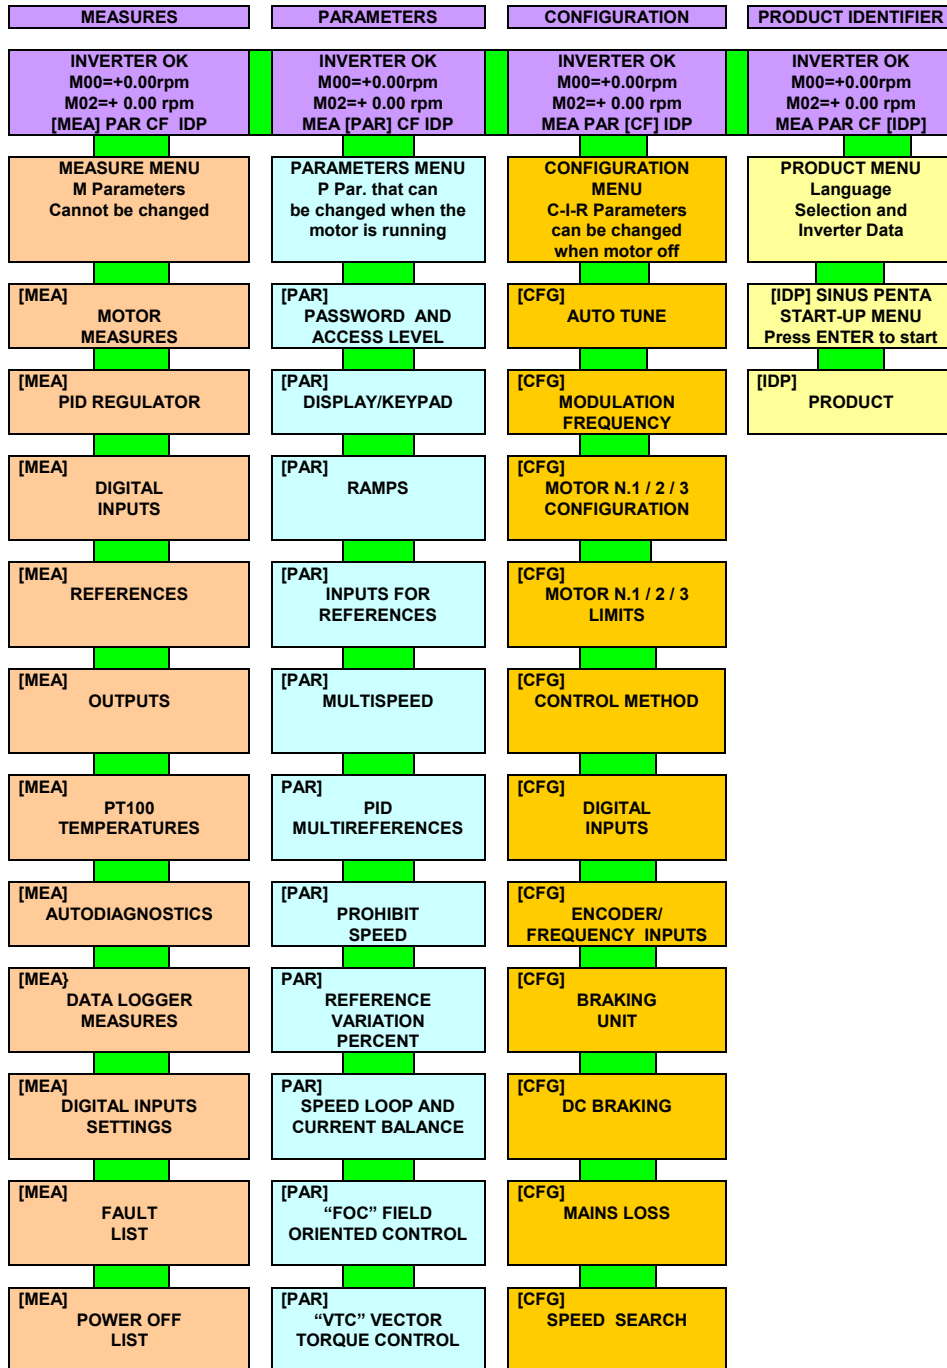 MEASURES
INVERTER OK
M00=+0.00rpm
M02=+ 0.00 rpm
[MEA] PAR CF IDP
MEASURE MENU
M Parameters
Cannot be changed
[MEA]
MOTOR
MEASURES
[MEA]
PID REGULATOR
[MEA]
DIGITAL
INPUTS
[MEA]
REFERENCES
[MEA]
OUTPUTS
[MEA]
PT100
TEMPERATURES
[MEA]
AUTODIAGNOSTICS
[MEA}
DATA LOGGER
MEASURES
[MEA]
DIGITAL INPUTS
SETTINGS
[MEA]
FAULT
LIST
[MEA]
POWER OFF
LIST
PARAMETERS
INVERTER OK
M00=+0.00rpm
M02=+ 0.00 rpm
MEA [PAR] CF IDP
PARAMETERS MENU
P Par. that can
be changed when the
motor is running
[PAR]
PASSWORD AND
ACCESS LEVEL
[PAR]
DISPLAY/KEYPAD
[PAR]
RAMPS
[PAR]
INPUTS FOR
REFERENCES
[PAR]
MULTISPEED
PAR]
PID
MULTIREFERENCES
[PAR]
PROHIBIT
SPEED
PAR]
REFERENCE
VARIATION
PERCENT
PAR]
SPEED LOOP AND
CURRENT BALANCE
[PAR]
“FOC” FIELD
ORIENTED CONTROL
[PAR]
“VTC” VECTOR
TORQUE CONTROL
CONFIGURATION
INVERTER OK
M00=+0.00rpm
M02=+ 0.00 rpm
MEA PAR [CF] IDP
CONFIGURATION
MENU
C-I-R Parameters
can be changed
when motor off
[CFG]
AUTO TUNE
[CFG]
MODULATION
FREQUENCY
[CFG]
MOTOR N.1 / 2 / 3
CONFIGURATION
[CFG]
MOTOR N.1 / 2 / 3
LIMITS
[CFG]
CONTROL METHOD
[CFG]
DIGITAL
INPUTS
[CFG]
ENCODER/
FREQUENCY INPUTS
[CFG]
BRAKING
UNIT
[CFG]
DC BRAKING
[CFG]
MAINS LOSS
[CFG]
SPEED SEARCH
PRODUCT IDENTIFIER
INVERTER OK
M00=+0.00rpm
M02=+ 0.00 rpm
MEA PAR CF [IDP]
PRODUCT MENU
Language
Selection and
Inverter Data
[IDP] SINUS PENTA
START-UP MENU
Press ENTER to start
[IDP]
PRODUCT